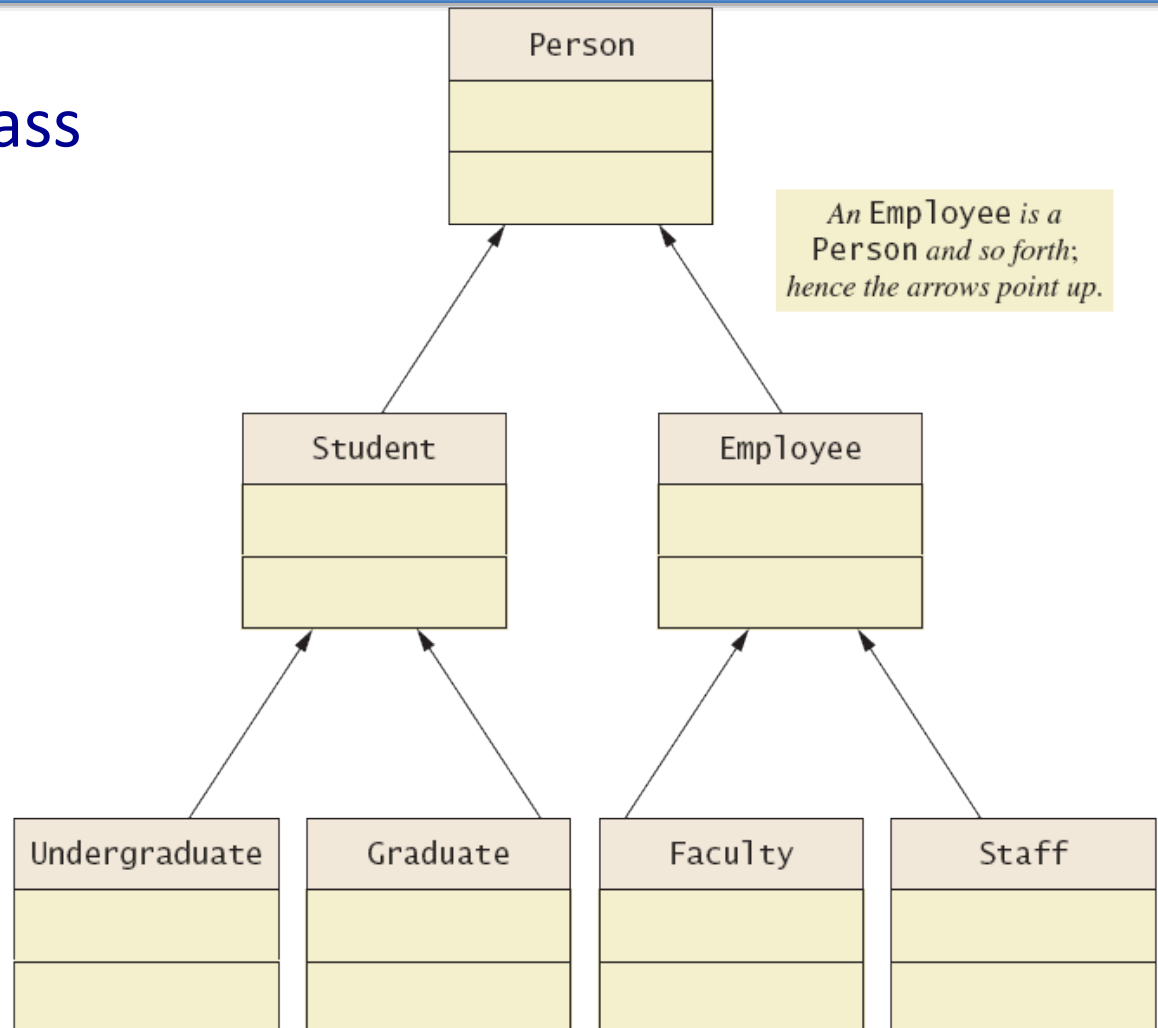 Person
ass
An Employee is a
Person and so forth;
hence the arrows point up.
Student
Employee
Undergraduate
Graduate
Faculty
Staff